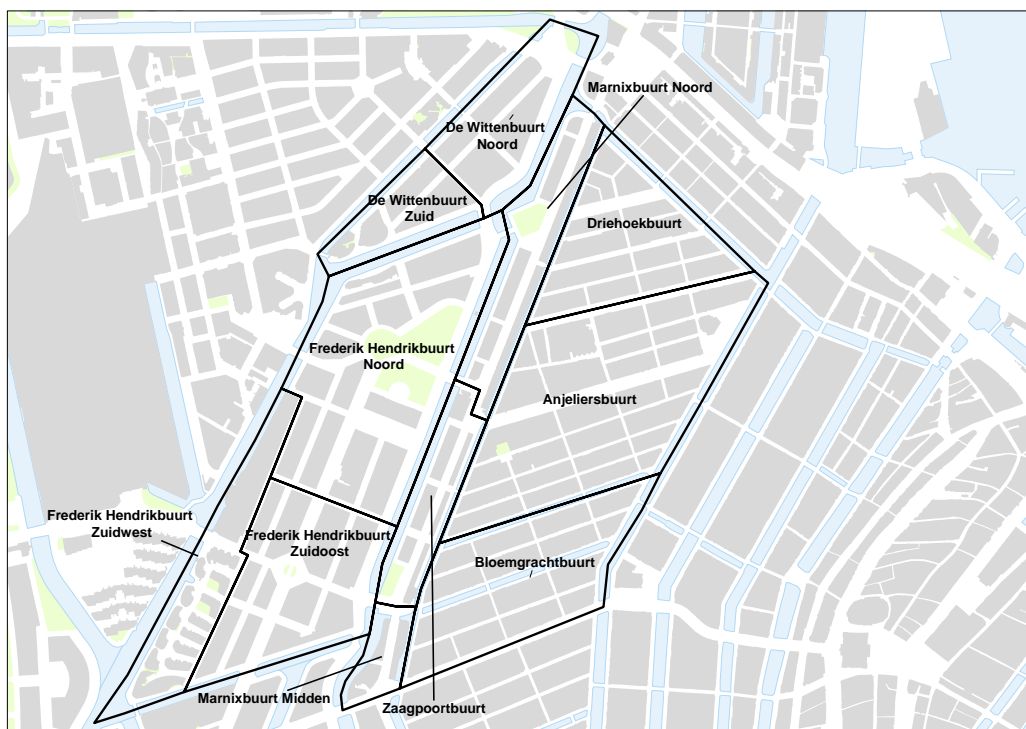 Marnixbuurt Noord
De Wittenbuurt
Noord
De Wittenbuurt
Zuid
Driehoekbuurt
Frederik Hendrikbuurt
Noord
Anjeliersbuurt
Frederik Hendrikbuurt
Zuidwest
Frederik Hendrikbuurt
Zuidoost
Bloemgrachtbuurt
Marnixbuurt Midden
Zaagpoortbuurt